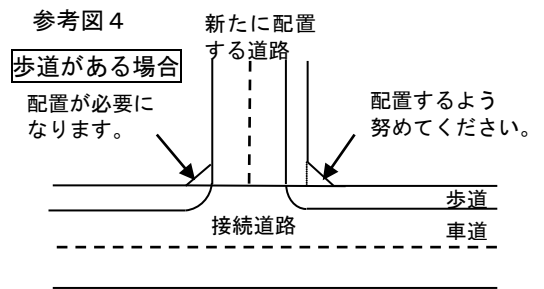 参考図４
新たに配置
する道路
歩道がある場合
配置が必要に
なります。
配置するよう
努めてください。
歩道
接続道路
車道